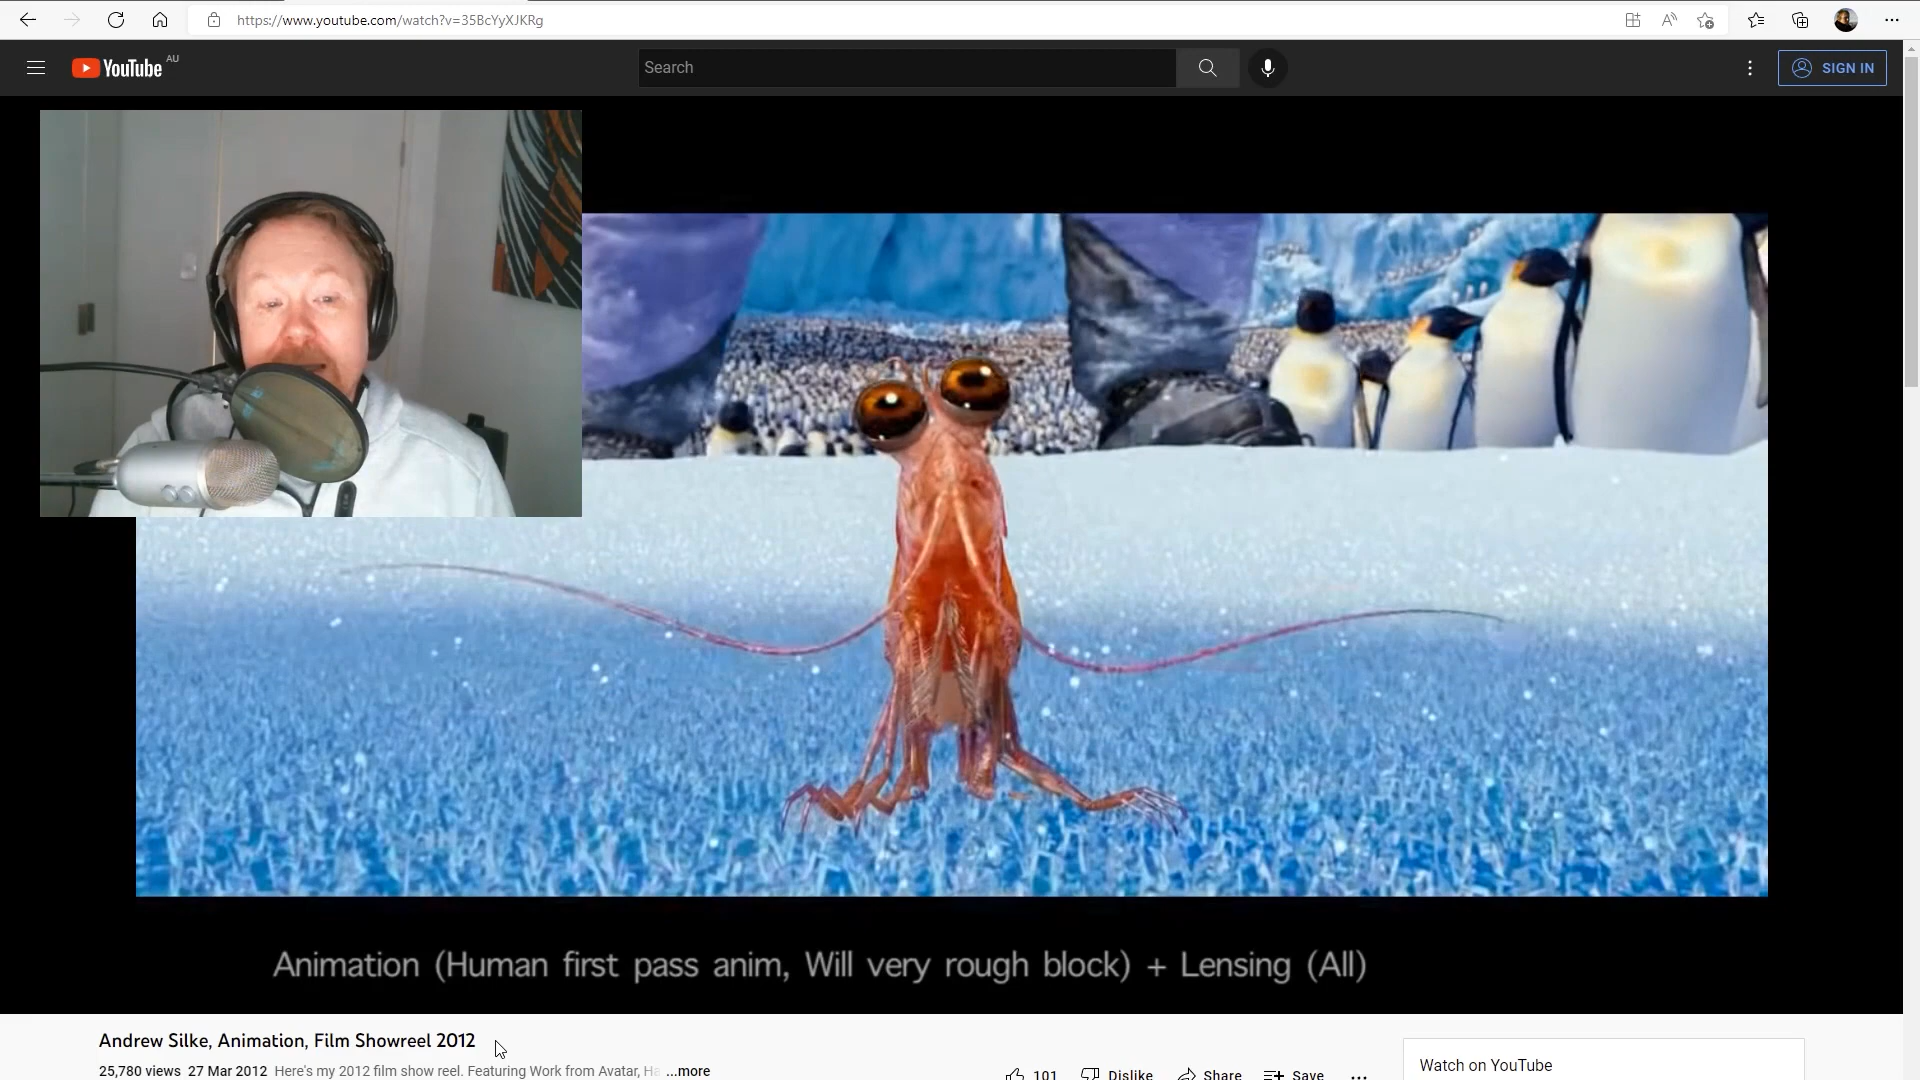 https://www.youtube.com/watch?v=35BcYyXJKRg
YouTube AU
Search
SIGN IN
Animation (Human first pass anim, Will very rough block) + Lensing (All)
Andrew Silke, Animation, Film Showreel 2012
25,780 views 27 Mar 2012 Here's my 2012 film show reel. Featuring Work from Avatar, Ha ...more
101 Dislike Share Save
Watch on YouTube